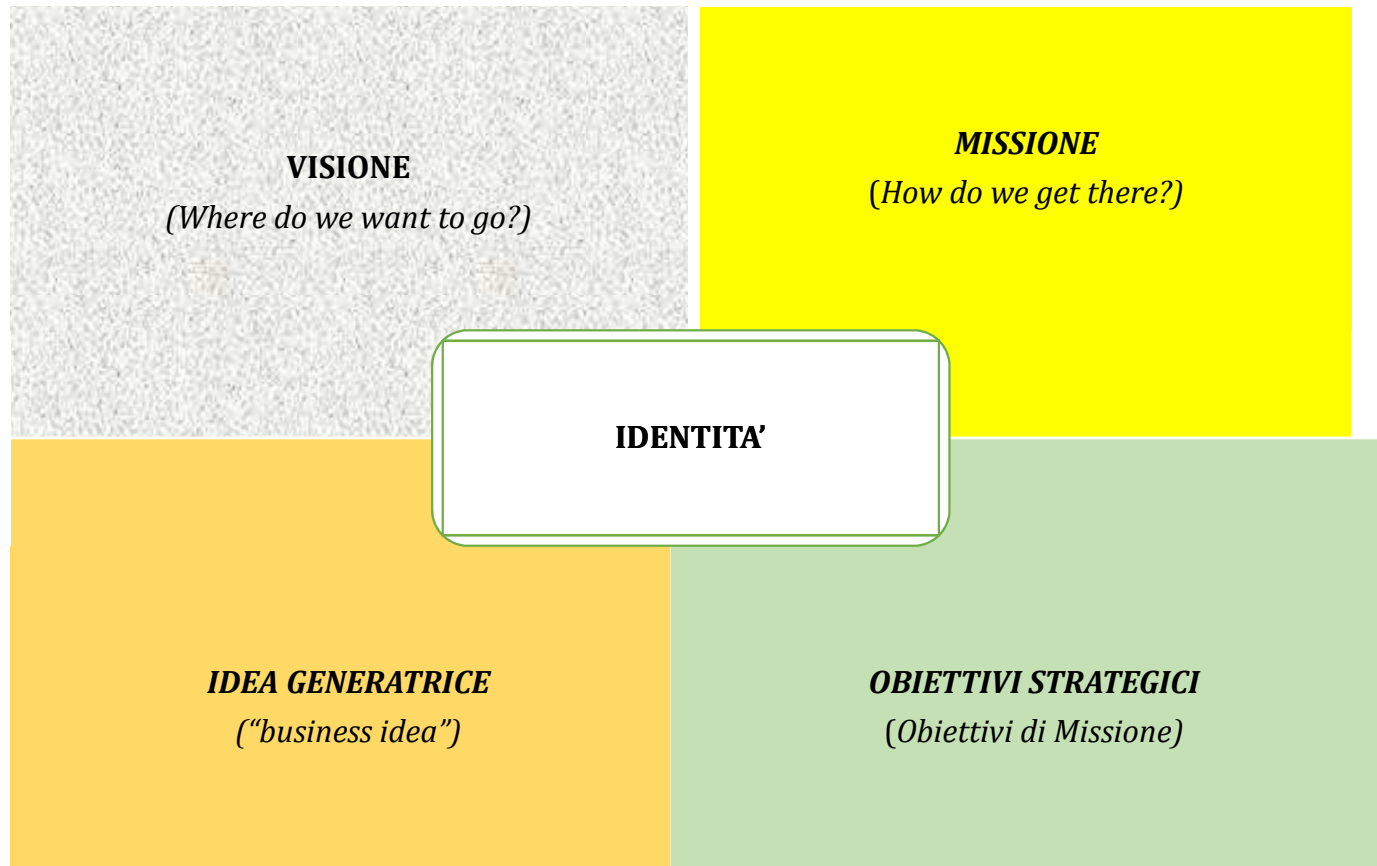 VISIONE
(Where do we want to go?)
MISSIONE
(How do we get there?)
IDENTITA’
IDEA GENERATRICE
(“business idea”)
OBIETTIVI STRATEGICI
(Obiettivi di Missione)